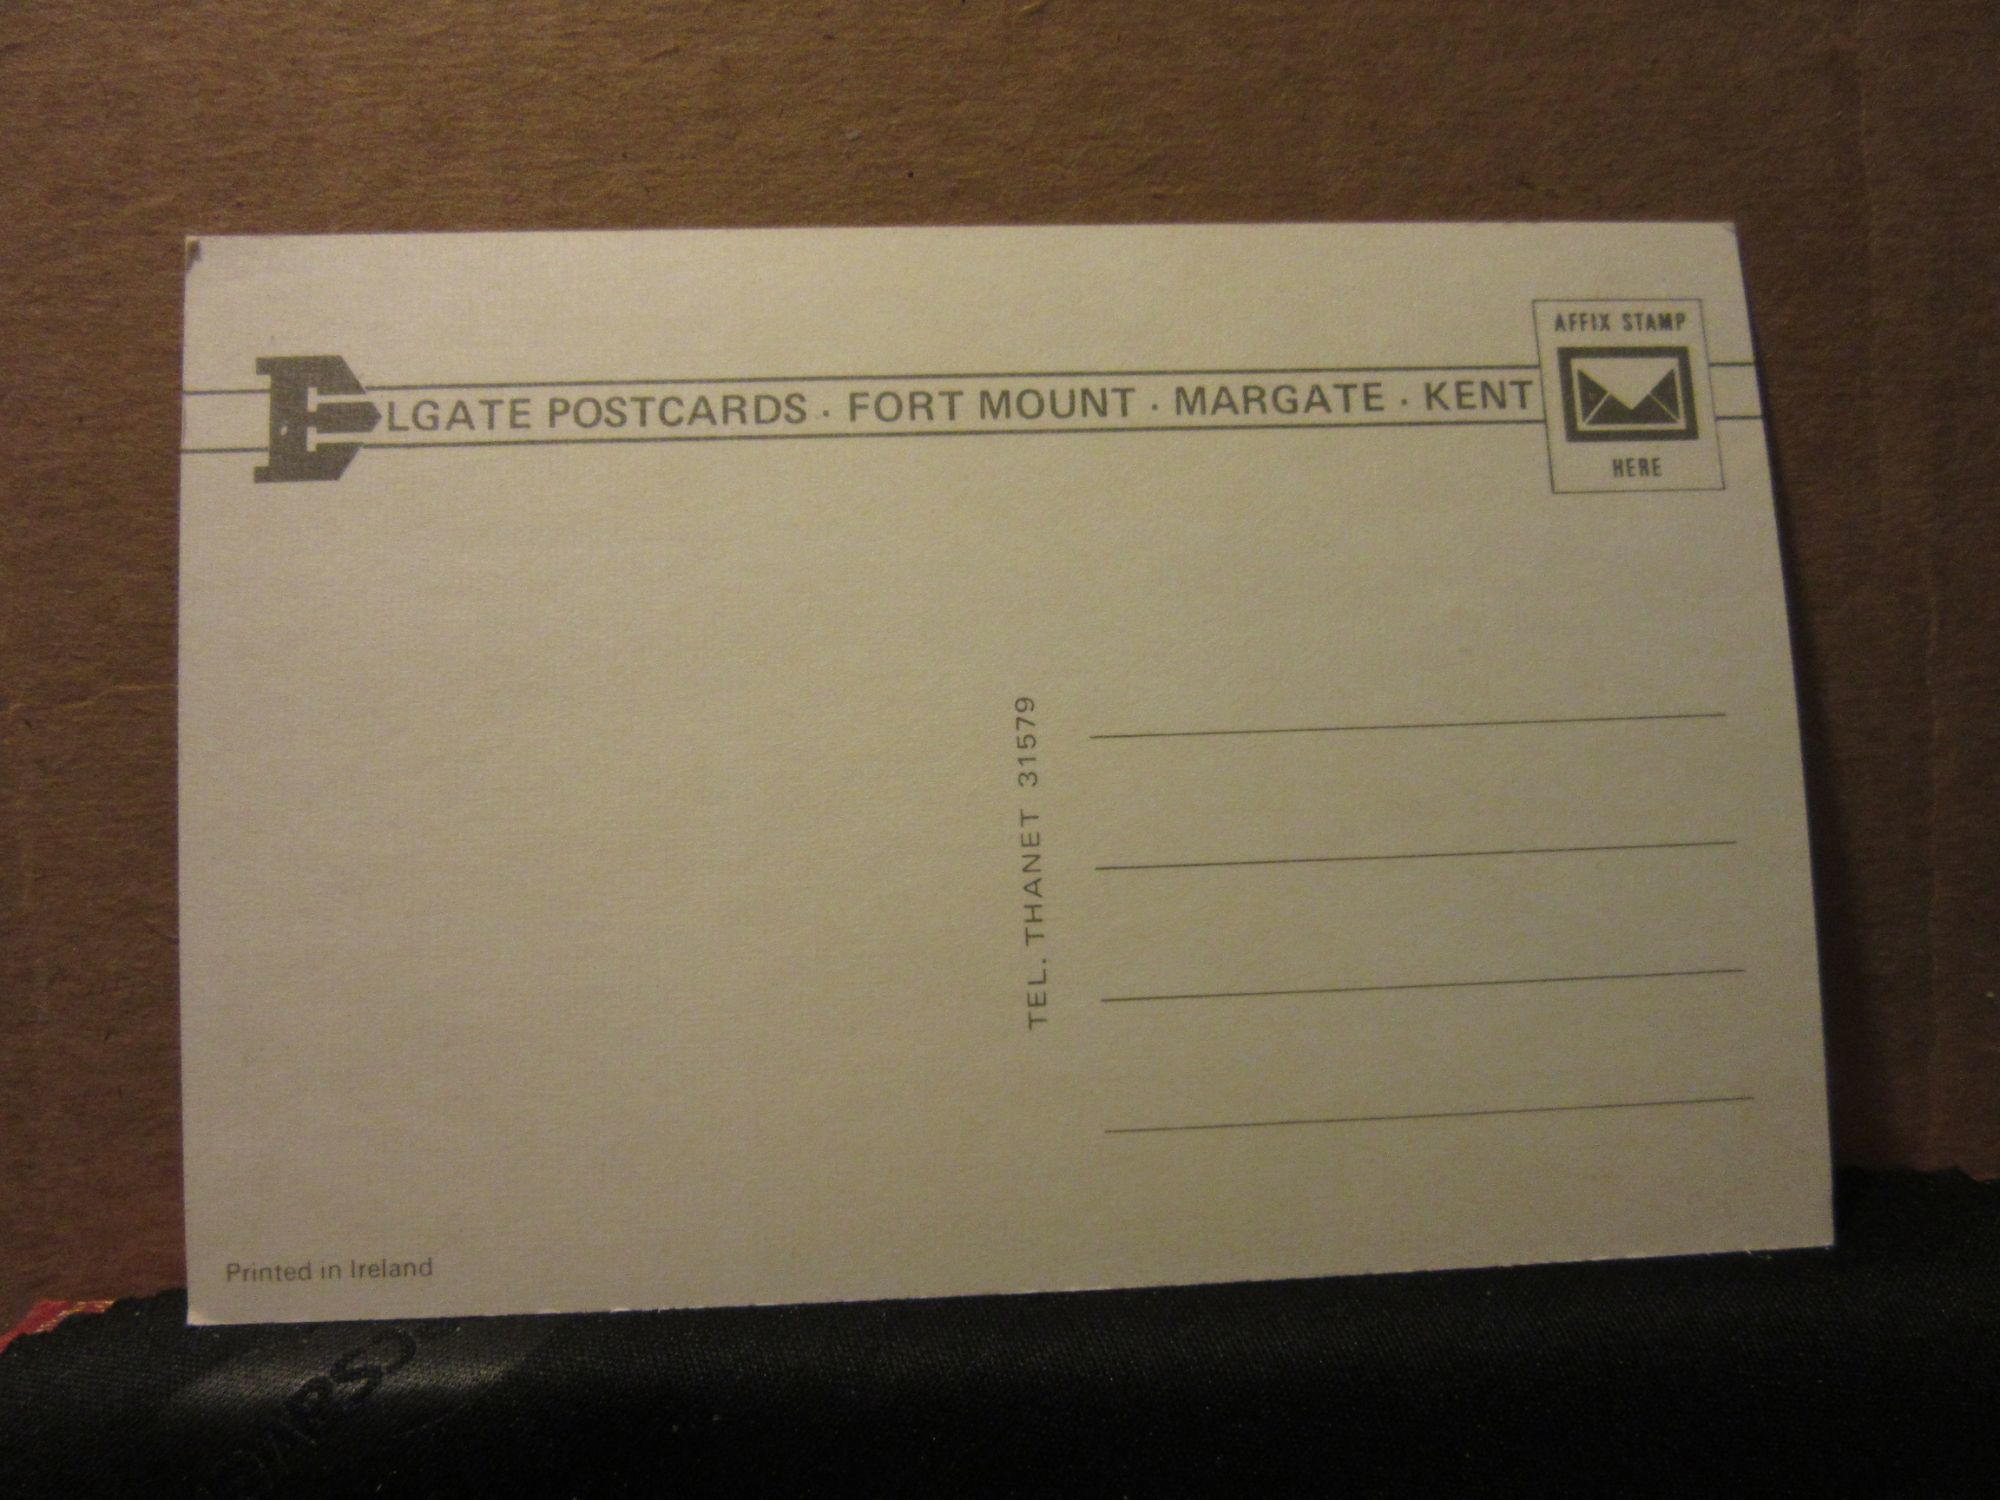 ELGATE POSTCARDS · FORT MOUNT · MARGATE · KENT
AFFIX STAMP
HERE
TEL. THANET 31579
Printed in Ireland